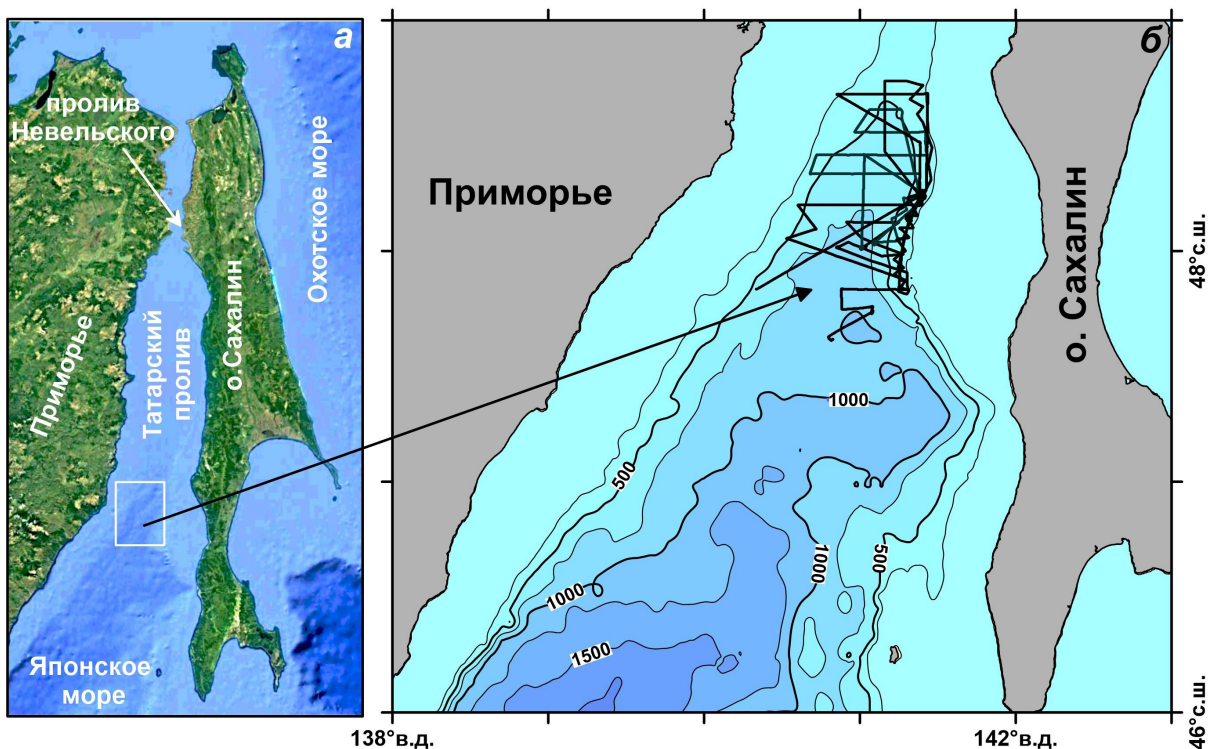 а
пролив
Невельского
Охотское море
Приморье
Татарский
пролив
о.Сахалин
Японское
море
б
Приморье
о. Сахалин
48°с.ш.
1000
500
1000
500
1000
1500
138°в.д.
142°в.д.
46°с.ш.